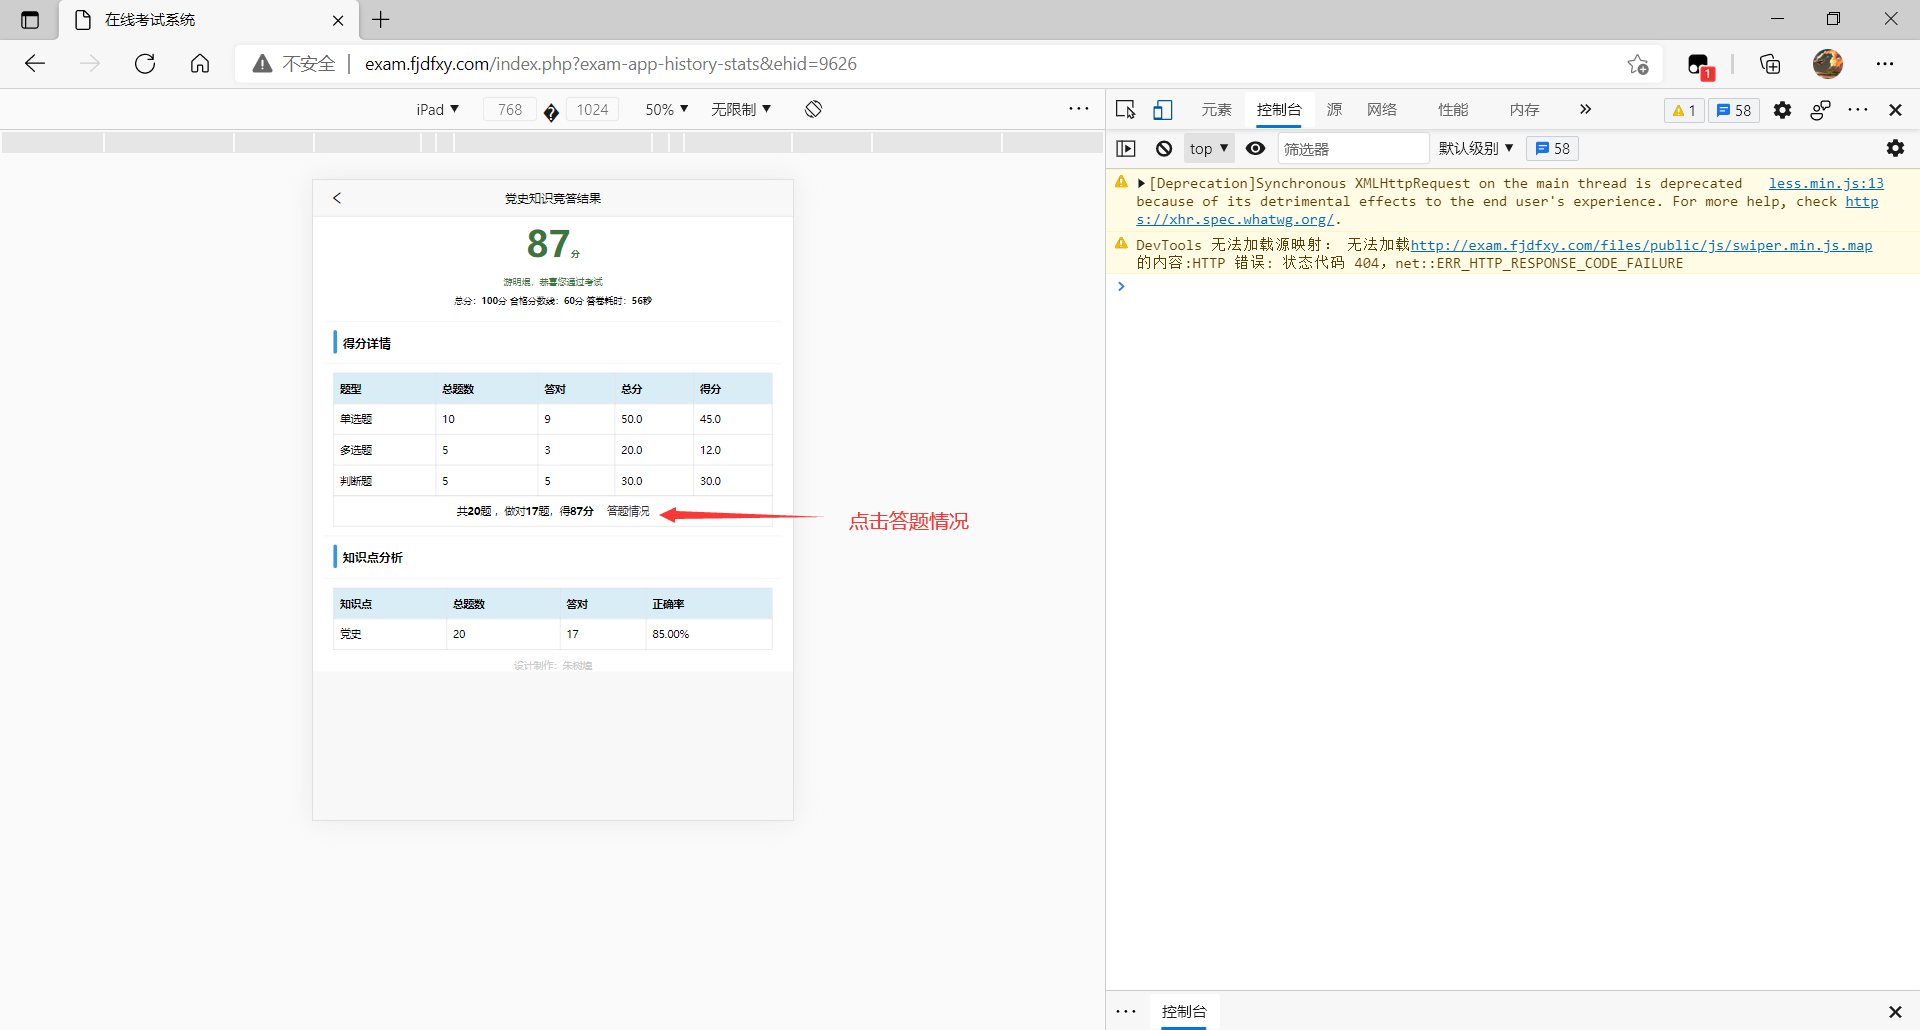 在线考试系统
不安全 exam.fjdfxy.com/index.php?exam-app-history-stats&ehid=9626
1
iPad 768 1024 50% 无限制
元素 控制台 源 网络 性能 内存 1 58
top 筛选器 默认级别 58
[Deprecation]Synchronous XMLHttpRequest on the main thread is deprecated less.min.js:13
because of its detrimental effects to the end user's experience. For more help, check http
s://xhr.spec.whatwg.org/.
DevTools 无法加载源映射： 无法加载http://exam.fjdfxy.com/files/public/js/swiper.min.js.map
的内容:HTTP 错误: 状态代码 404, net::ERR_HTTP_RESPONSE_CODE_FAILURE
党史知识竞答结果
87分
游明焜，恭喜您通过考试
总分：100分 合格分数线：60分 答卷耗时：56秒
得分详情
题型 总题数 答对 总分 得分
单选题 10 9 50.0 45.0
多选题 5 3 20.0 12.0
判断题 5 5 30.0 30.0
共20题，做对17题，得87分 答题情况
点击答题情况
知识点分析
知识点 总题数 答对 正确率
党史 20 17 85.00%
设计制作：朱树煌
控制台